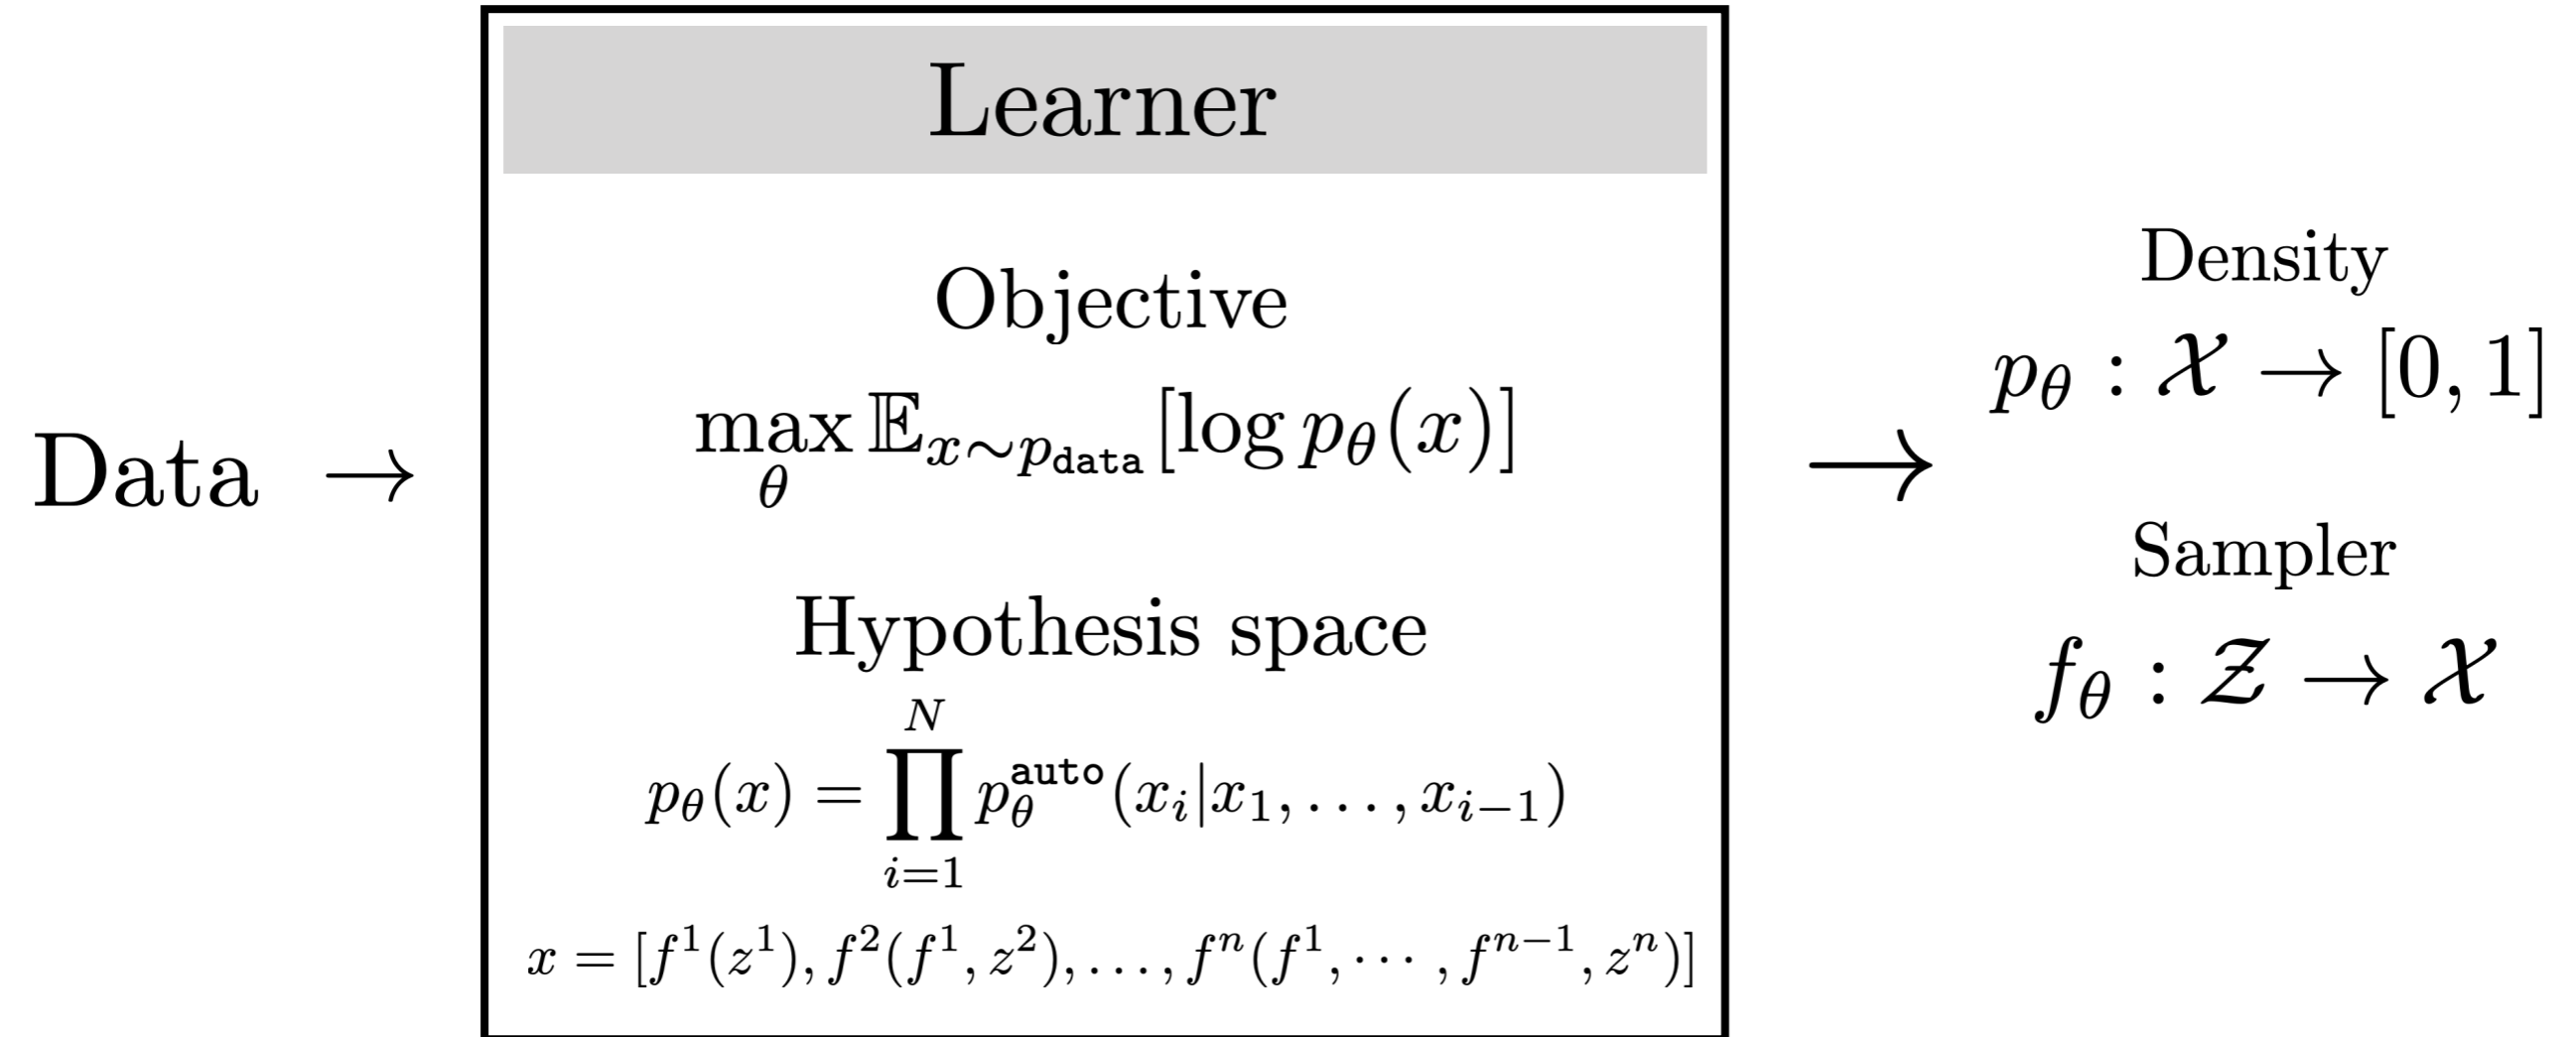 Learner
Objective
max_θ 𝔼_{x∼p_data} [log p_θ(x)]
Data →
→
Hypothesis space
p_θ(x) = ∏_{i=1}^{N} p_θ^{auto}(x_i|x_1, . . . , x_{i−1})
x = [f^1(z^1), f^2(f^1, z^2), . . . , f^n(f^1, · · · , f^{n−1}, z^n)]
Density
p_θ : 𝒳 → [0, 1]
Sampler
f_θ : 𝒵 → 𝒳